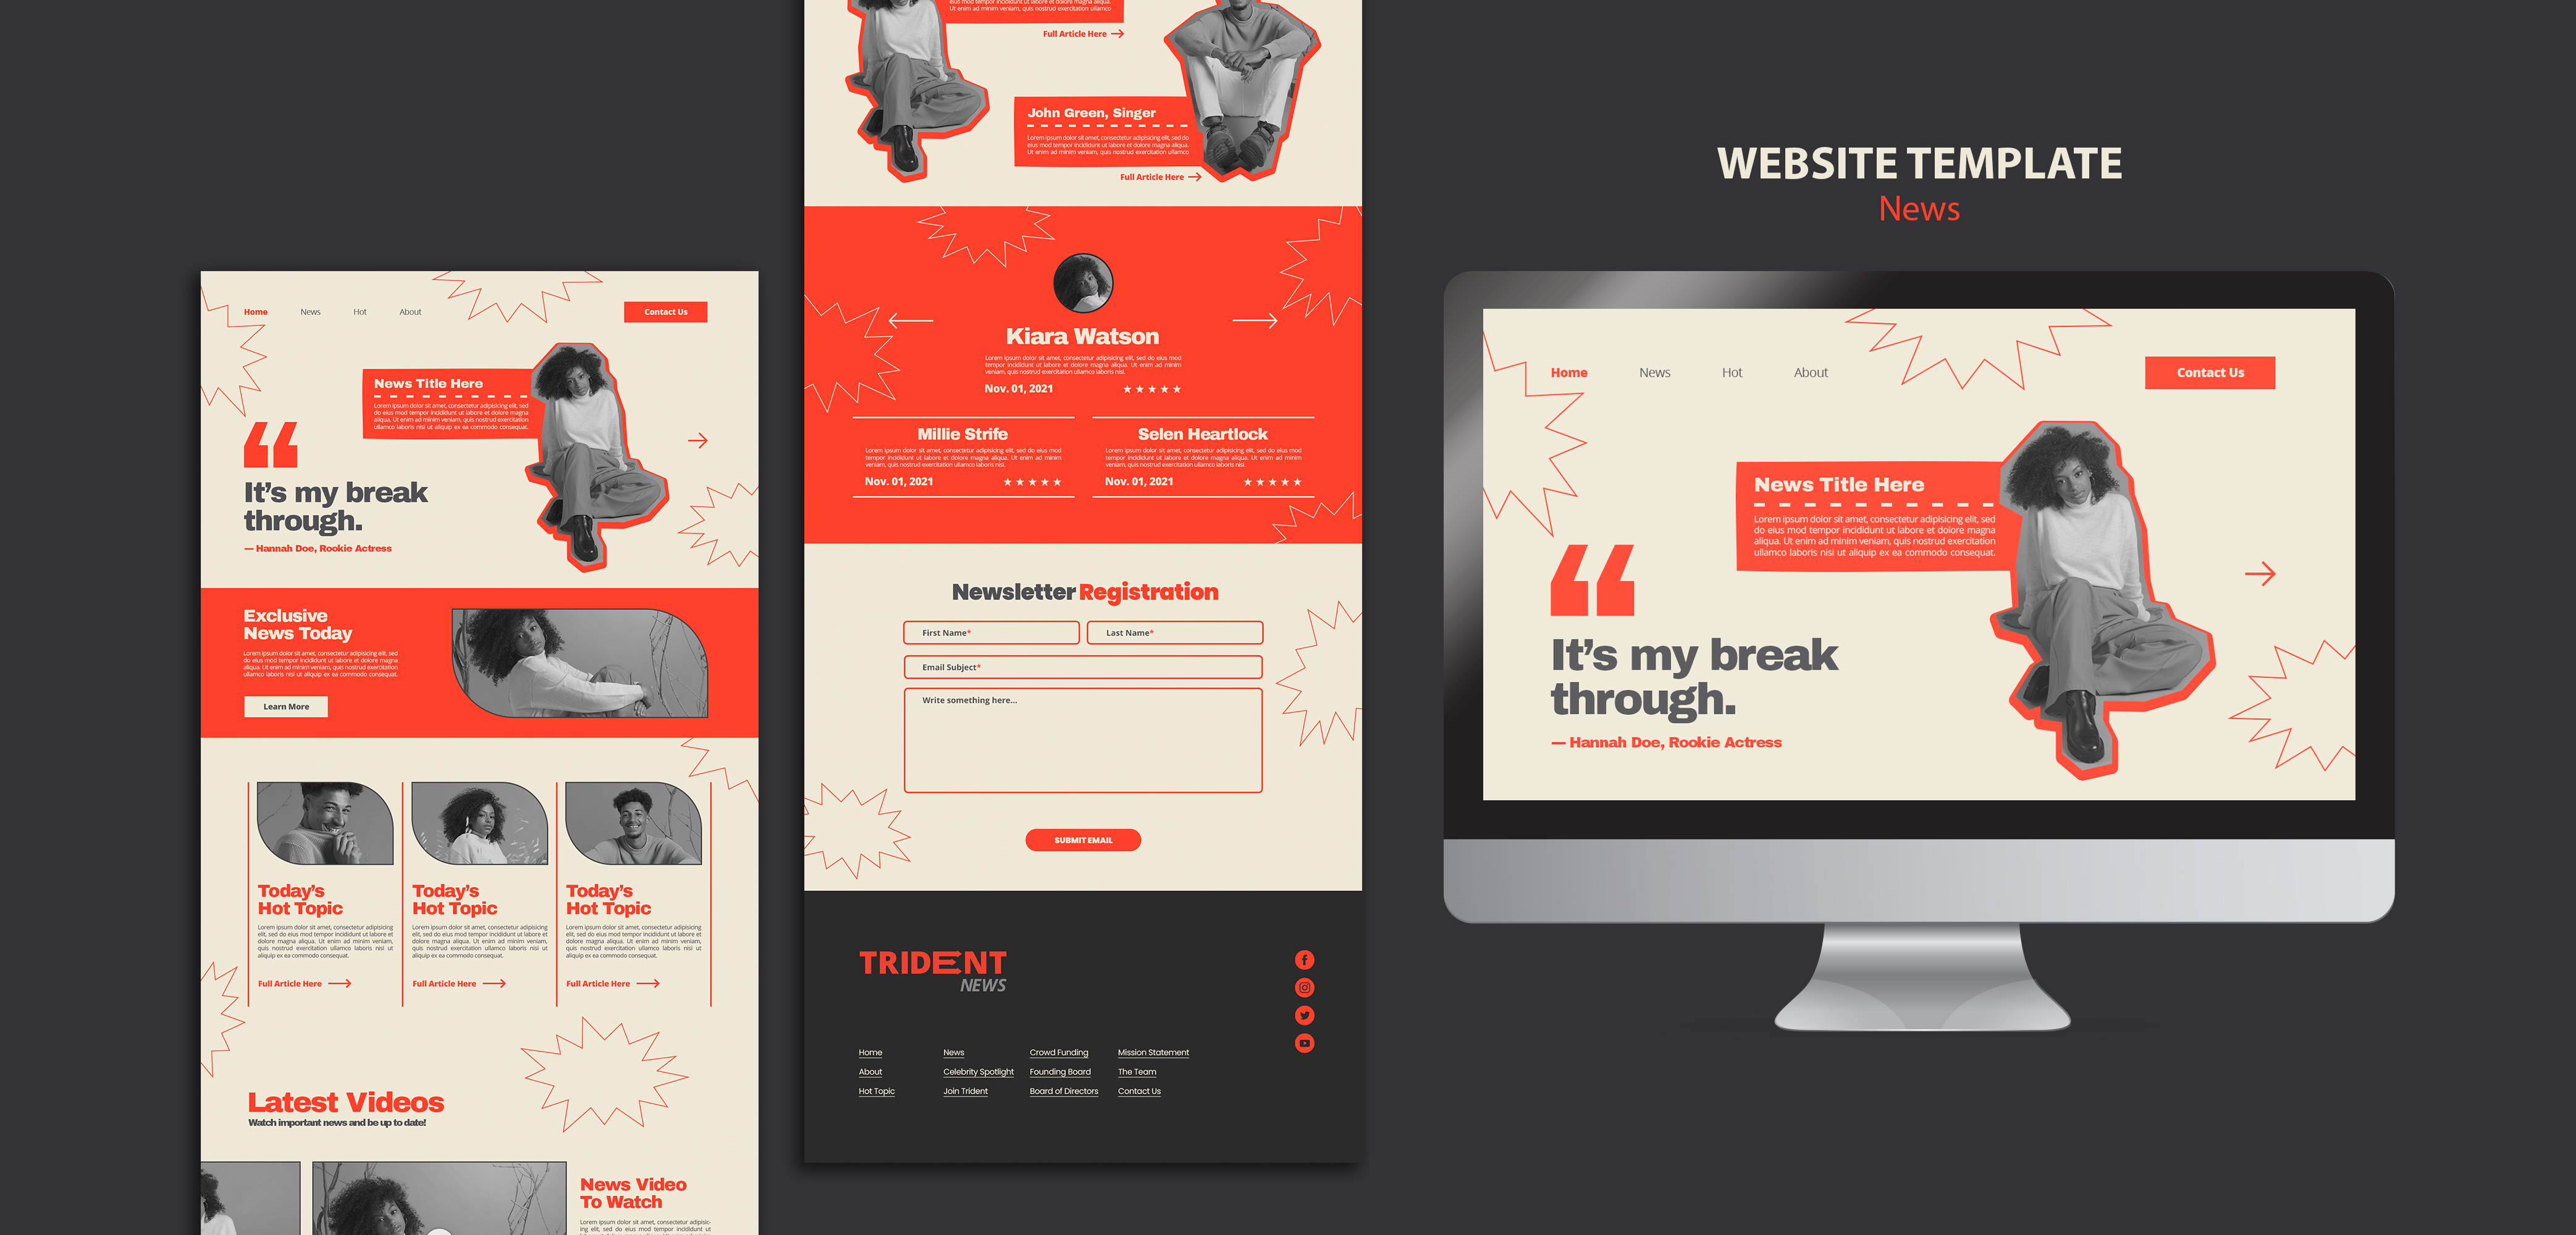 Home News Hot About Contact Us
News Title Here
Lorem ipsum dolor sit amet, consectetur adipisicing elit, sed
do eius mod tempor incididunt ut labore et dolore magna
aliqua. Ut enim ad minim veniam, quis nostrud exercitation
ullamco laboris nisi ut aliquip ex ea commodo consequat.
“
It’s my break
through.
— Hannah Doe, Rookie Actress
Exclusive
News Today
Lorem ipsum dolor sit amet, consectetur adipisicing elit, sed
do eius mod tempor incididunt ut labore et dolore magna
aliqua. Ut enim ad minim veniam, quis nostrud exercitation
ullamco laboris nisi ut aliquip ex ea commodo consequat.
Learn More
Today’s
Hot Topic
Lorem ipsum dolor sit amet, consectetur adipisicing
elit, sed do eius mod tempor incididunt ut labore et
dolore magna aliqua. Ut enim ad minim veniam,
quis nostrud exercitation ullamco laboris nisi ut
aliquip ex ea commodo consequat.
Full Article Here
Today’s
Hot Topic
Lorem ipsum dolor sit amet, consectetur adipisicing
elit, sed do eius mod tempor incididunt ut labore et
dolore magna aliqua. Ut enim ad minim veniam,
quis nostrud exercitation ullamco laboris nisi ut
aliquip ex ea commodo consequat.
Full Article Here
Today’s
Hot Topic
Lorem ipsum dolor sit amet, consectetur adipisicing
elit, sed do eius mod tempor incididunt ut labore et
dolore magna aliqua. Ut enim ad minim veniam,
quis nostrud exercitation ullamco laboris nisi ut
aliquip ex ea commodo consequat.
Full Article Here
Latest Videos
Watch important news and be up to date!
News Video
To Watch
Lorem ipsum dolor sit amet, consectetur adipisic-
ing elit, sed do eius mod tempor incididunt ut
Ut enim ad minim veniam, quis nostrud exercitation ullamco
Full Article Here
John Green, Singer
Lorem ipsum dolor sit amet, consectetur adipisicing elit, sed do
eius mod tempor incididunt ut labore et dolore magna aliqua.
Ut enim ad minim veniam, quis nostrud exercitation ullamco
Full Article Here
Kiara Watson
Lorem ipsum dolor sit amet, consectetur adipisicing elit, sed do eius mod
tempor incididunt ut labore et dolore magna aliqua. Ut enim ad minim
veniam, quis nostrud exercitation ullamco laboris nisi.
Nov. 01, 2021 ★★★★★
Millie Strife
Lorem ipsum dolor sit amet, consectetur adipisicing elit, sed do eius mod
tempor incididunt ut labore et dolore magna aliqua. Ut enim ad minim
veniam, quis nostrud exercitation ullamco laboris nisi.
Nov. 01, 2021 ★★★★★
Selen Heartlock
Lorem ipsum dolor sit amet, consectetur adipisicing elit, sed do eius mod
tempor incididunt ut labore et dolore magna aliqua. Ut enim ad minim
veniam, quis nostrud exercitation ullamco laboris nisi.
Nov. 01, 2021 ★★★★★
Newsletter Registration
First Name* Last Name*
Email Subject*
Write something here...
SUBMIT EMAIL
TRIDENT
NEWS
Home News Crowd Funding Mission Statement
About Celebrity Spotlight Founding Board The Team
Hot Topic Join Trident Board of Directors Contact Us
WEBSITE TEMPLATE
News
Home News Hot About Contact Us
News Title Here
Lorem ipsum dolor sit amet, consectetur adipisicing elit, sed
do eius mod tempor incididunt ut labore et dolore magna
aliqua. Ut enim ad minim veniam, quis nostrud exercitation
ullamco laboris nisi ut aliquip ex ea commodo consequat.
“
It’s my break
through.
— Hannah Doe, Rookie Actress